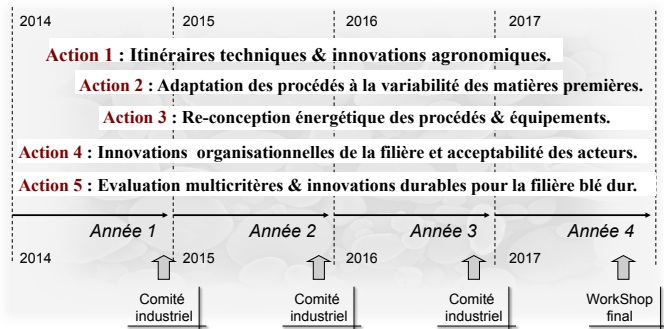 2014 2015 2016 2017
Action 1 : Itinéraires techniques & innovations agronomiques.
Action 2 : Adaptation des procédés à la variabilité des matières premières.
Action 3 : Re-conception énergétique des procédés & équipements.
Action 4 : Innovations organisationnelles de la filière et acceptabilité des acteurs.
Action 5 : Evaluation multicritères & innovations durables pour la filière blé dur.
Année 1 Année 2 Année 3 Année 4
2014 2015 2016 2017
Comité
industriel
Comité
industriel
Comité
industriel
WorkShop
final